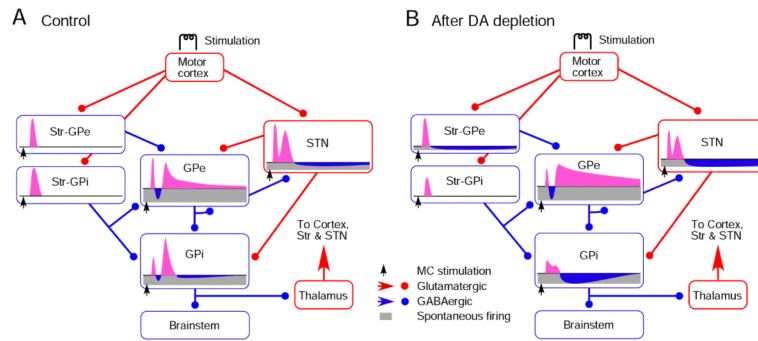 A Control
Stimulation
Motor
cortex
Str-GPe
STN
Str-GPi
GPe
GPi
To Cortex,
Str & STN
Thalamus
Brainstem
MC stimulation
Glutamatergic
GABAergic
Spontaneous firing
B After DA depletion
Stimulation
Motor
cortex
Str-GPe
STN
Str-GPi
GPe
GPi
To Cortex,
Str & STN
Thalamus
Brainstem